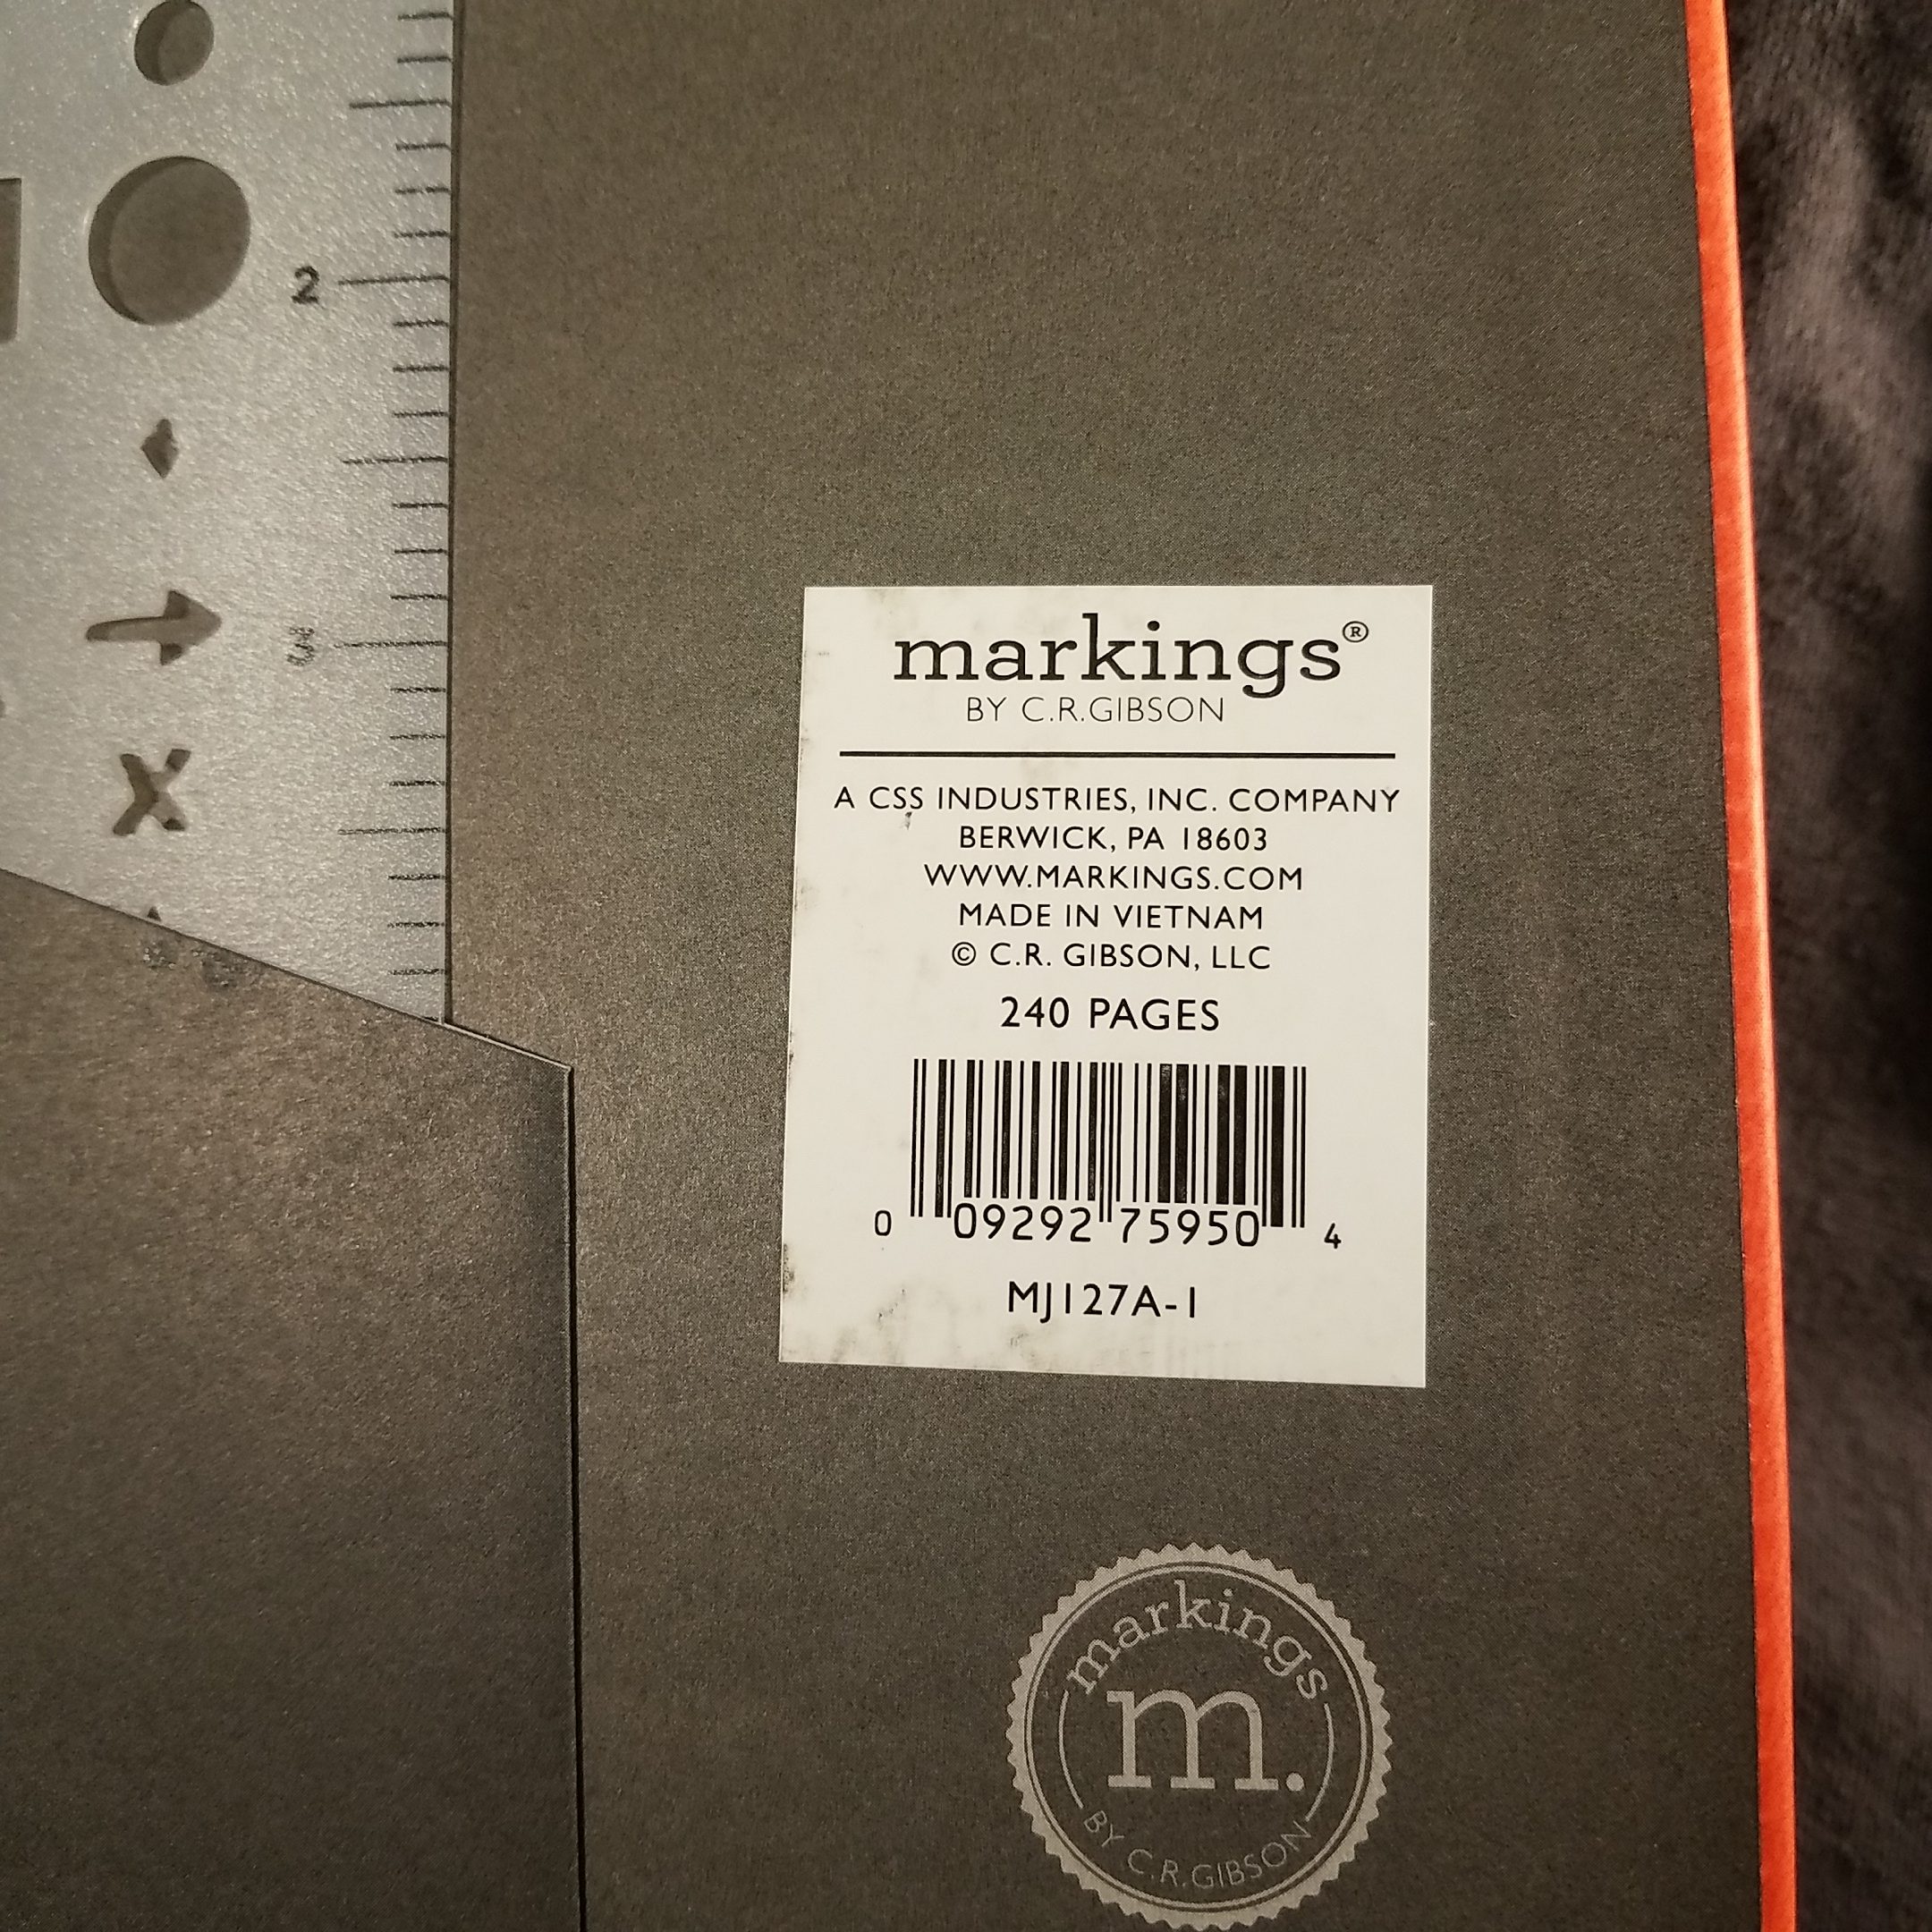 2
3
markings®
BY C.R.GIBSON
A CSS INDUSTRIES, INC. COMPANY
BERWICK, PA 18603
WWW.MARKINGS.COM
MADE IN VIETNAM
© C.R. GIBSON, LLC
240 PAGES
0 09292 75950 4
MJ127A-1
markings
m.
BY C.R.GIBSON